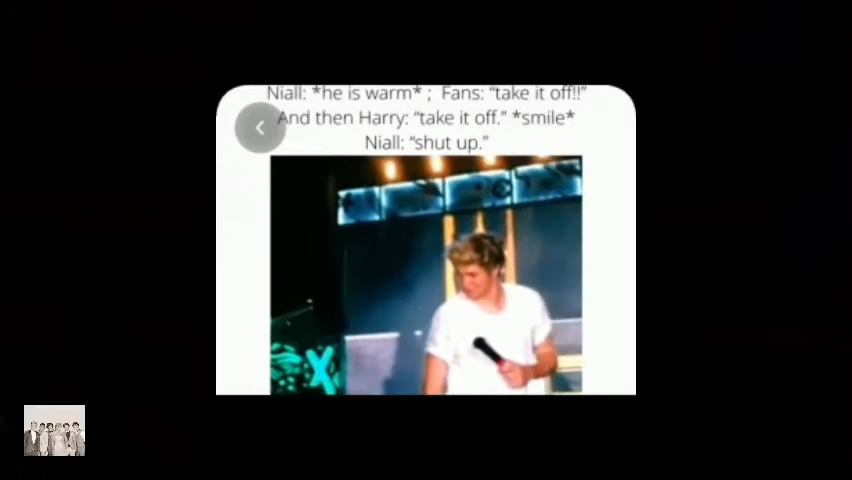 Niall: *he is warm* ; Fans: “take it off!!”
And then Harry: “take it off.” *smile*
Niall: “shut up.”